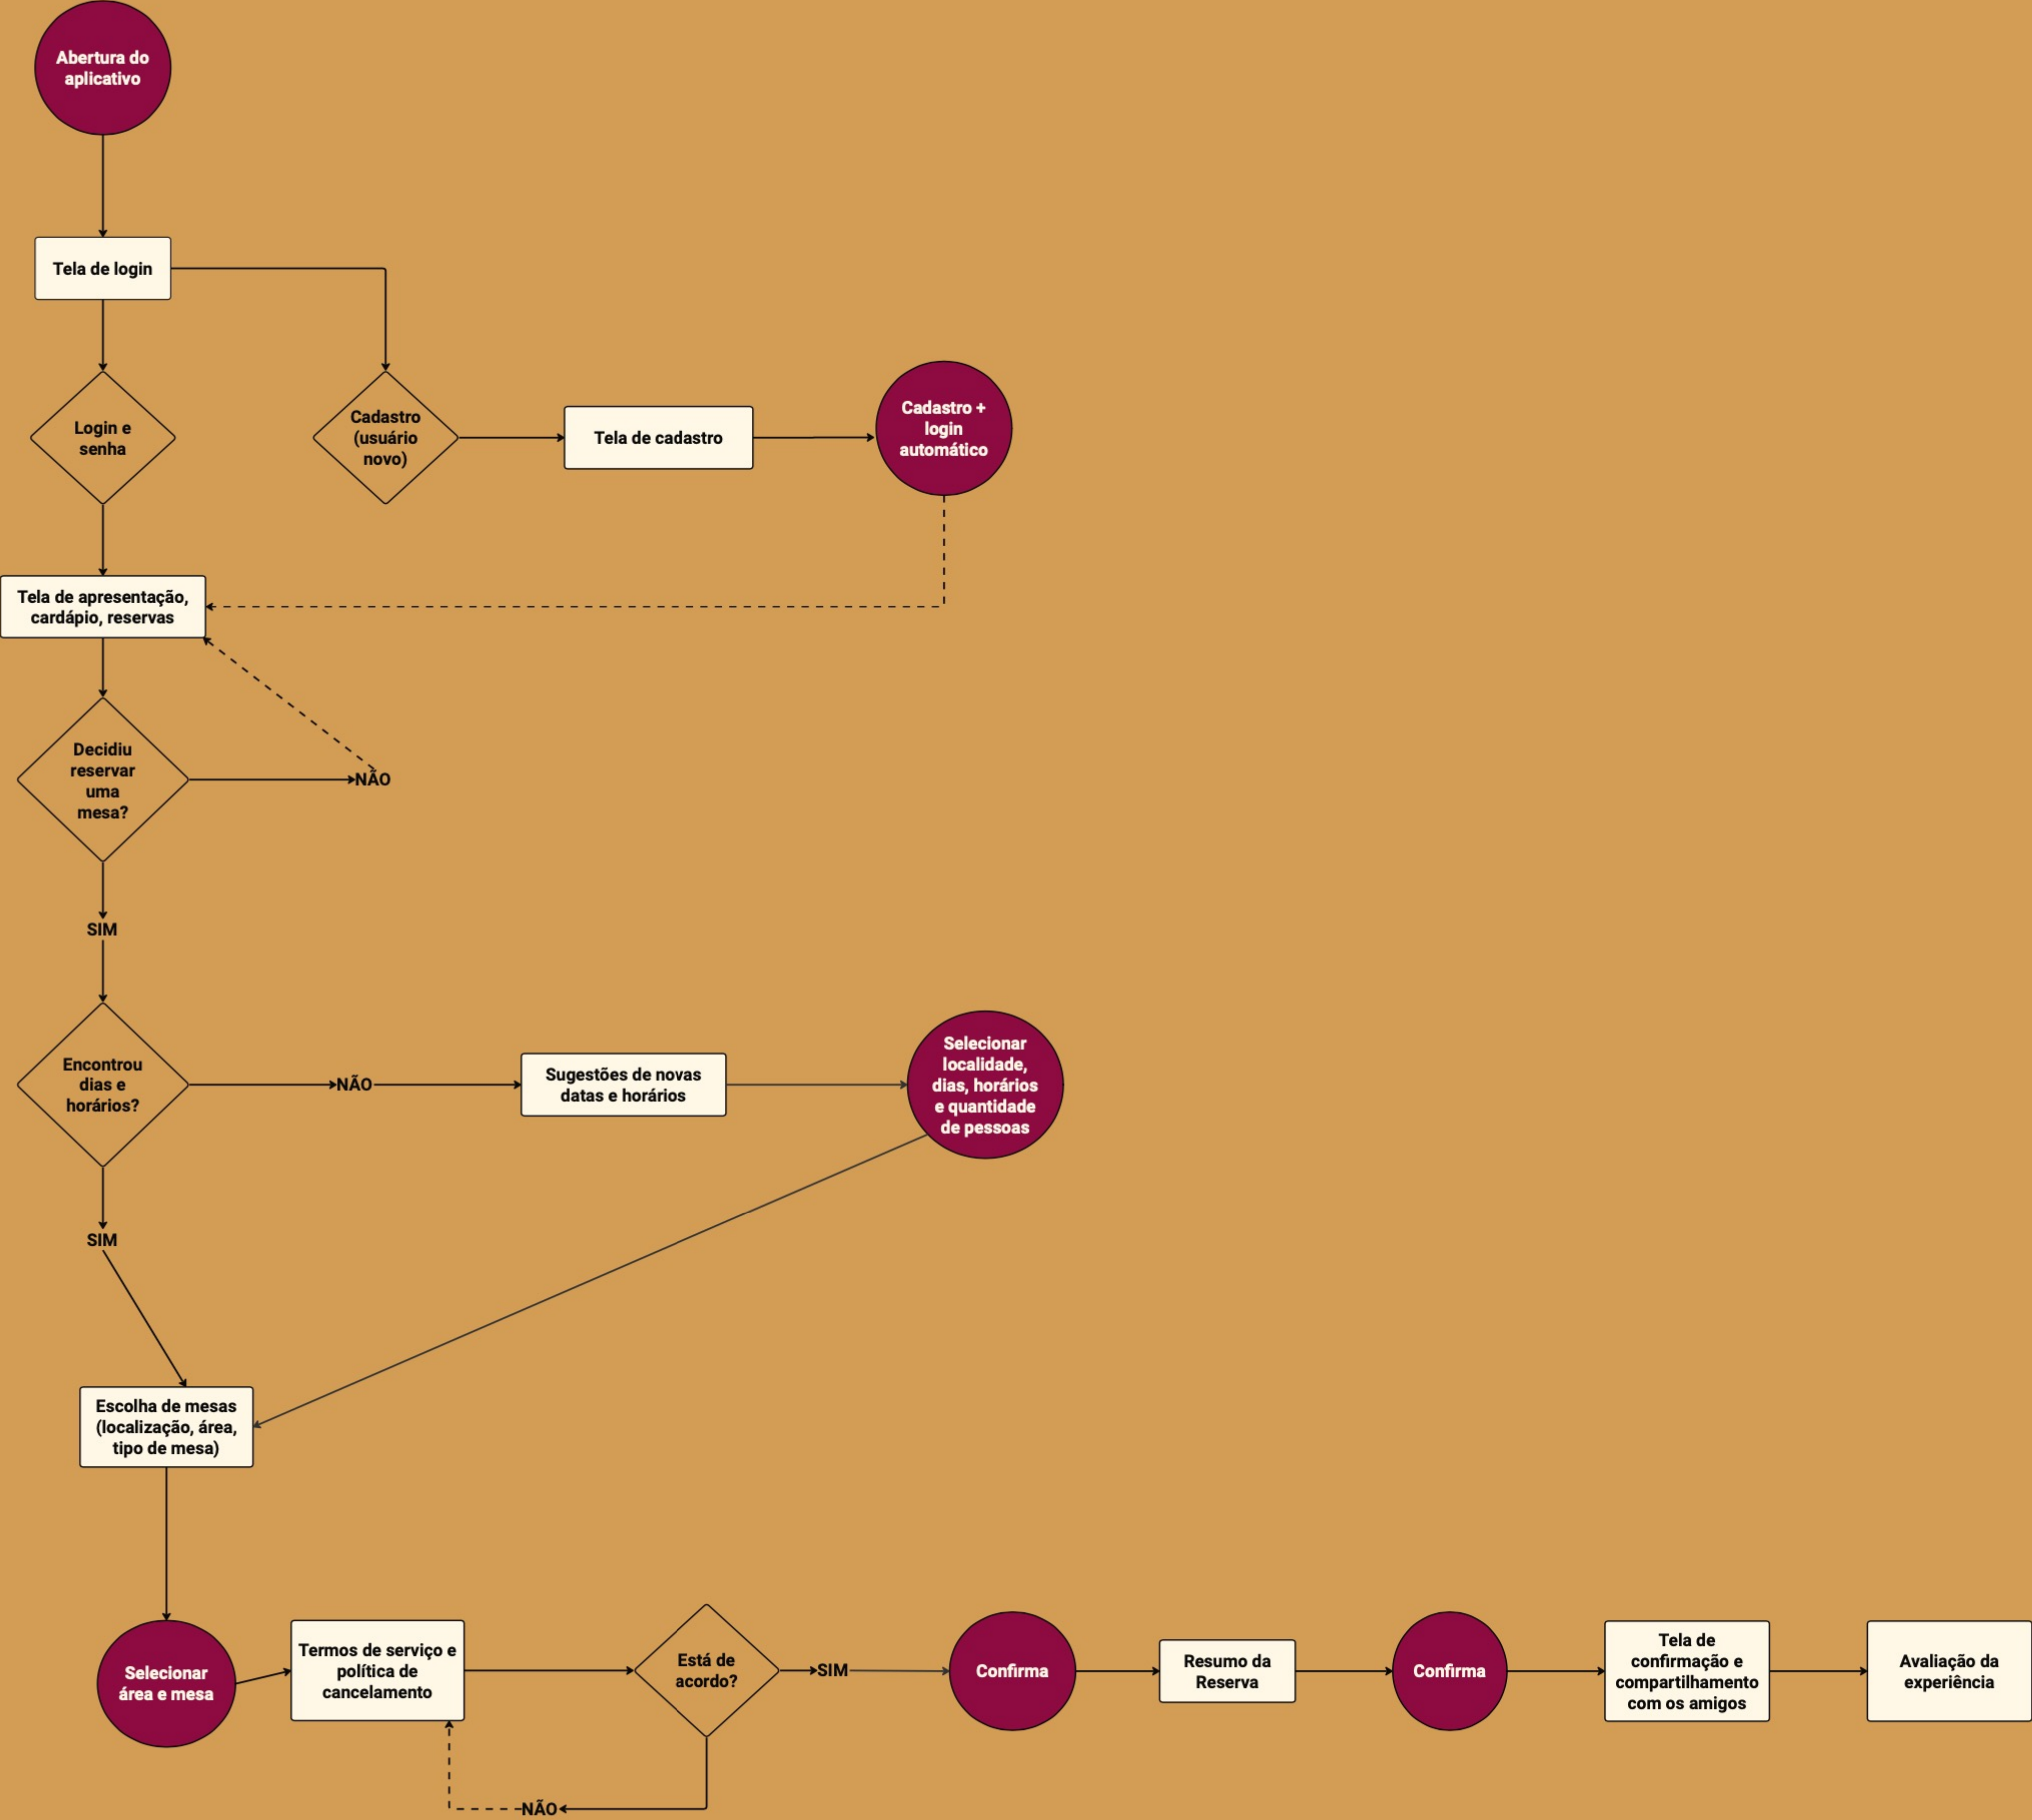 Abertura do
aplicativo
Tela de login
Login e
senha
Cadastro
(usuário
novo)
Tela de cadastro
Cadastro +
login
automático
Tela de apresentação,
cardápio, reservas
Decidiu
reservar
uma
mesa?
NÃO
SIM
Encontrou
dias e
horários?
NÃO
Sugestões de novas
datas e horários
Selecionar
localidade,
dias, horários
e quantidade
de pessoas
SIM
Escolha de mesas
(localização, área,
tipo de mesa)
Selecionar
área e mesa
Termos de serviço e
política de
cancelamento
Está de
acordo?
SIM
Confirma
Resumo da
Reserva
Confirma
Tela de
confirmação e
compartilhamento
com os amigos
Avaliação da
experiência
NÃO